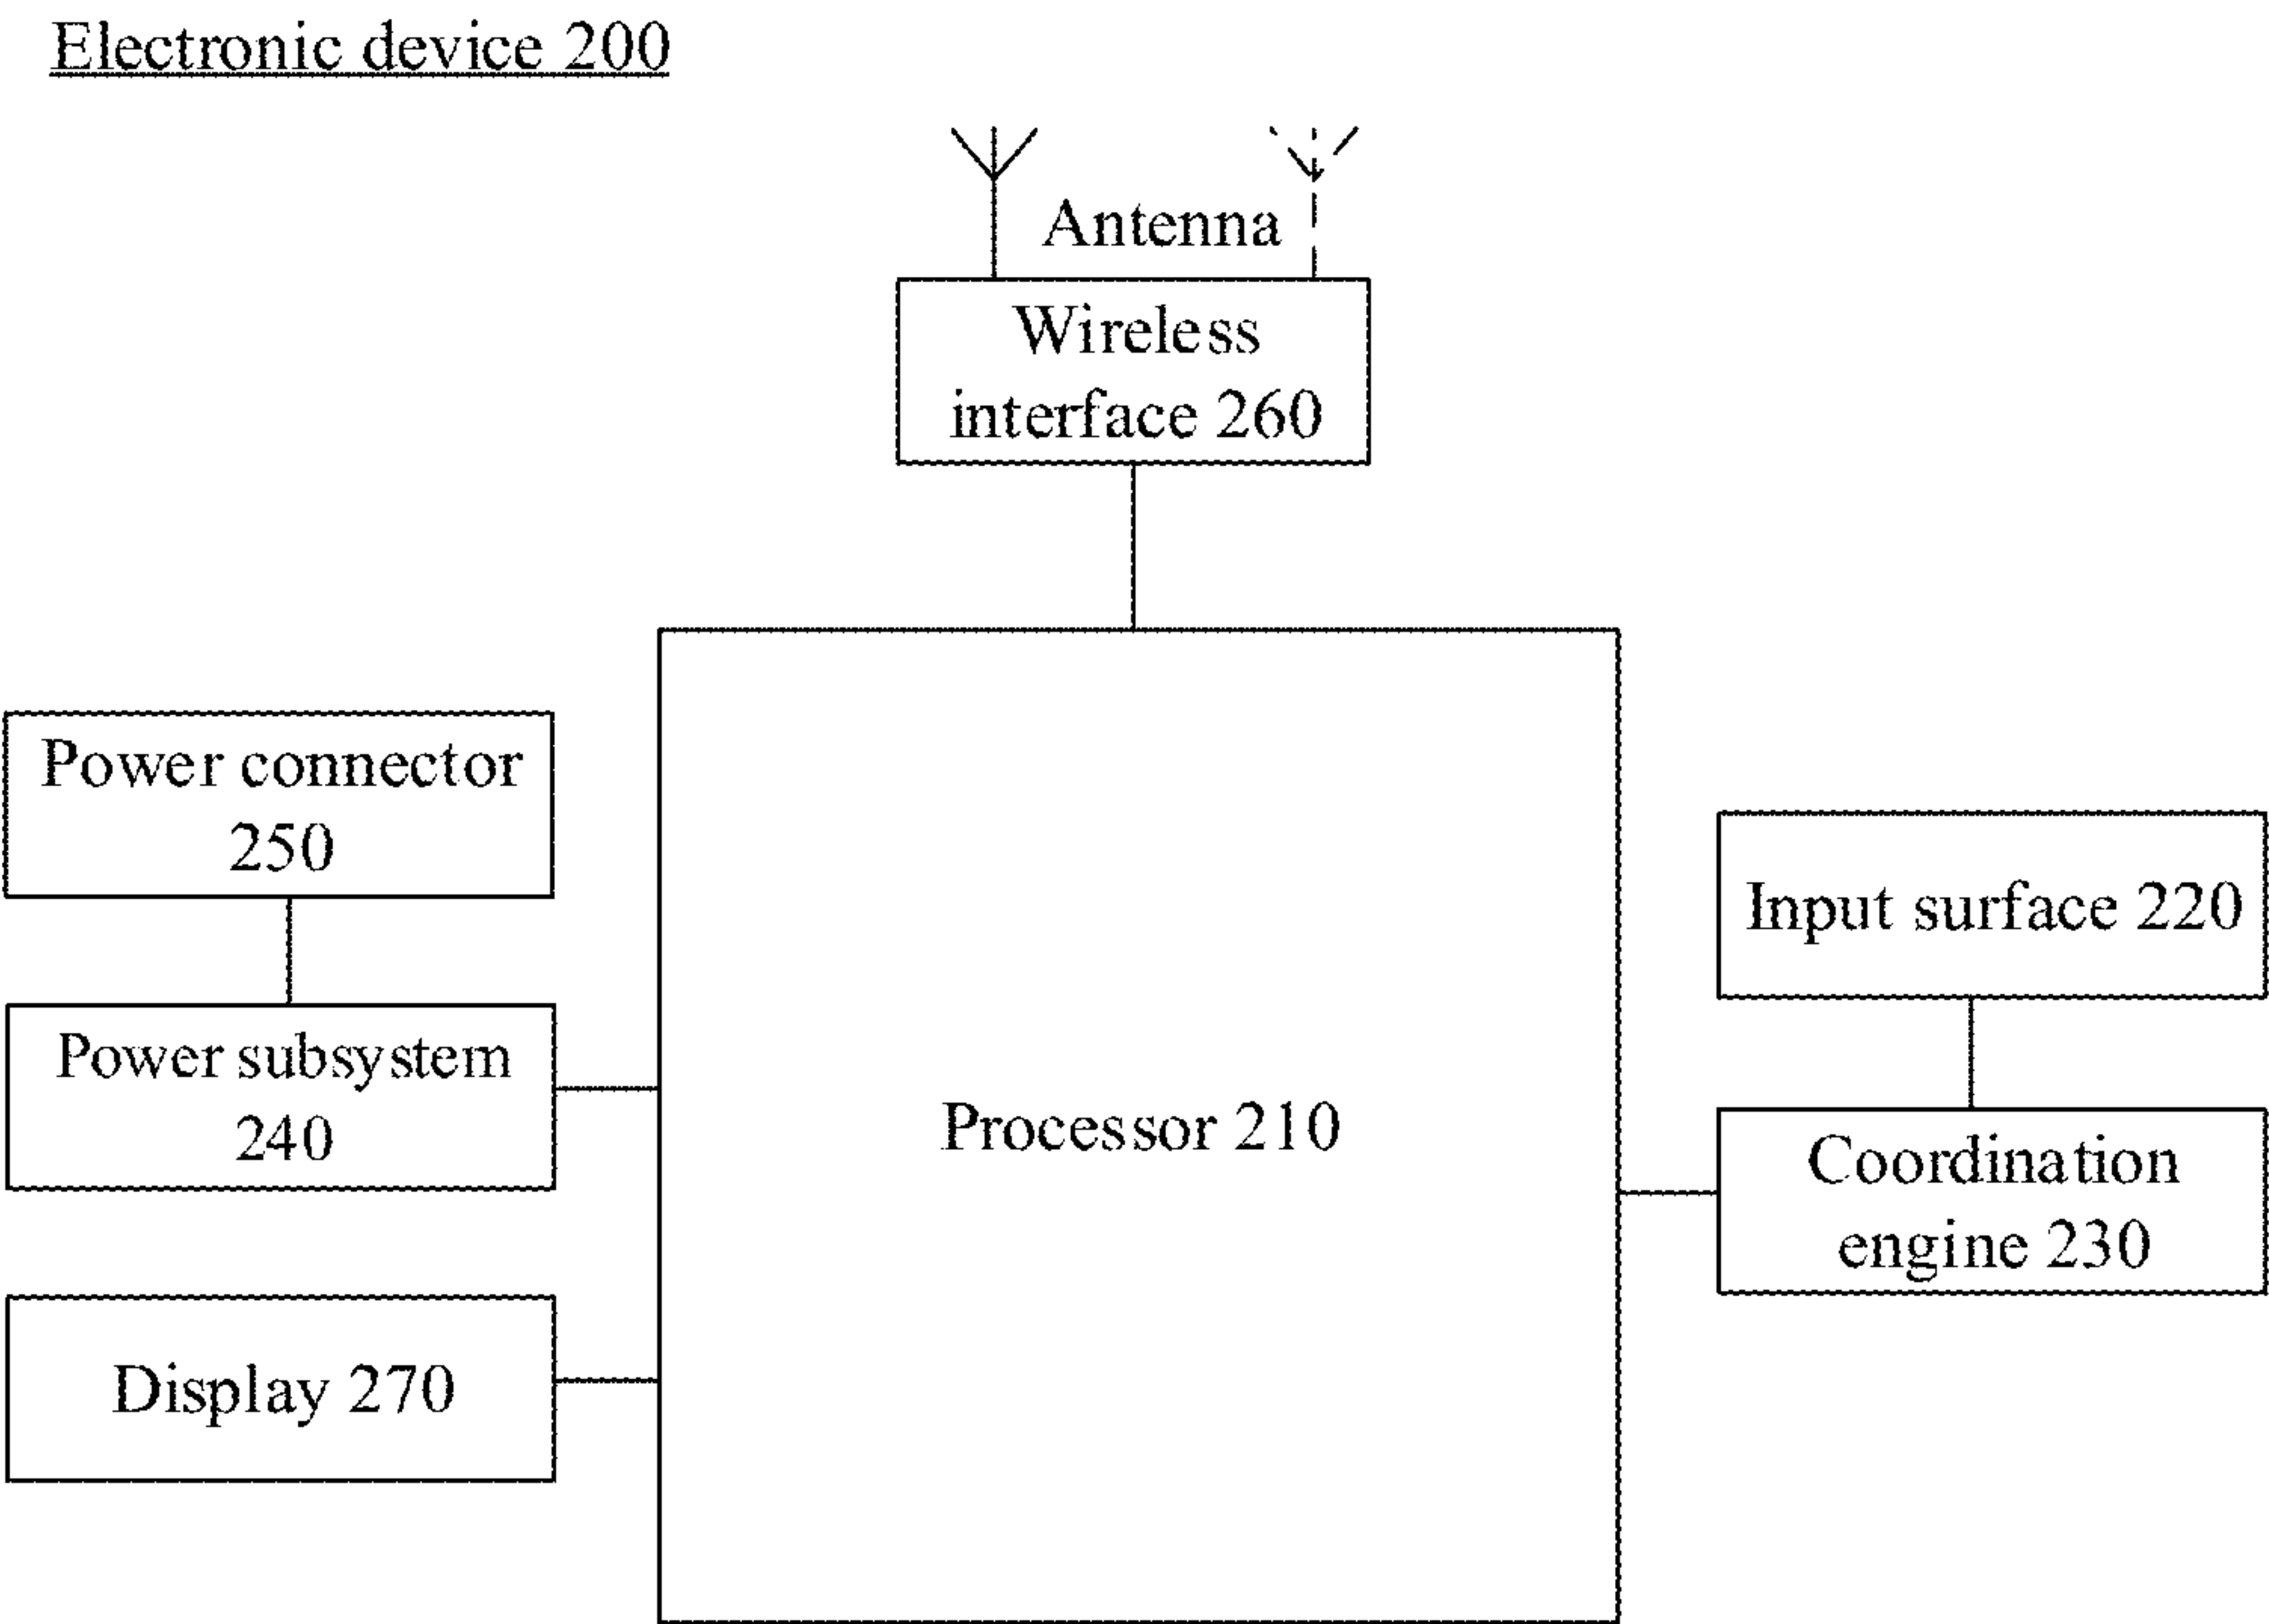 Electronic device 200
Antenna
Wireless
interface 260
Power connector
250
Input surface 220
Power subsystem
240
Processor 210
Coordination
engine 230
Display 270